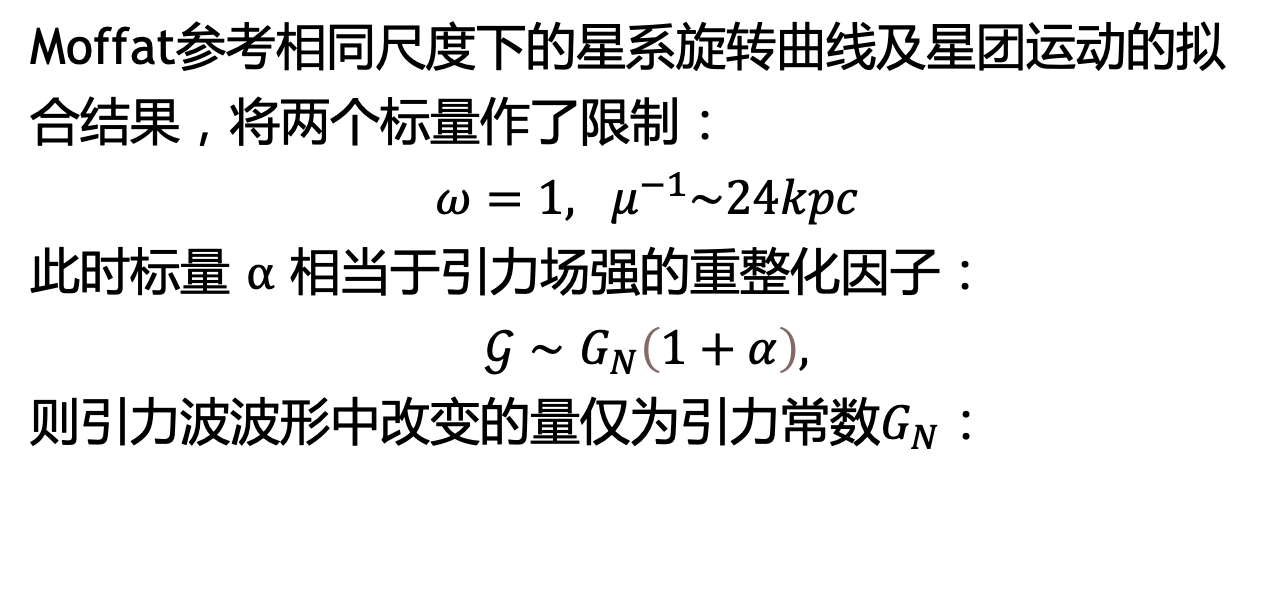 Moffat参考相同尺度下的星系旋转曲线及星团运动的拟
合结果，将两个标量作了限制：
ω = 1, μ⁻¹~24kpc
此时标量 α 相当于引力场强的重整化因子：
𝒢 ~ G_N(1 + α),
则引力波波形中改变的量仅为引力常数G_N：